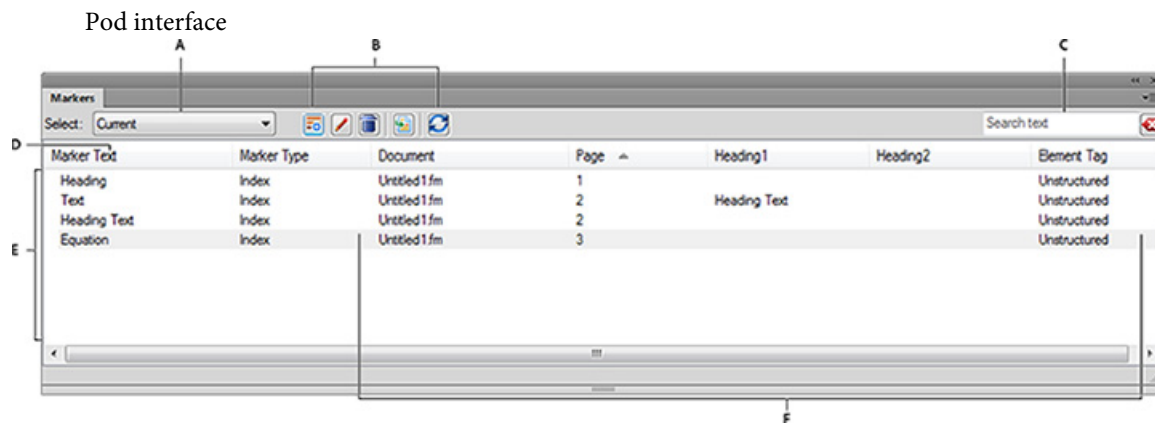 Pod interface
A B C
Markers
Select: Current Search text
D
Marker Text Marker Type Document Page Heading1 Heading2 Element Tag
Heading Index Untitled1.fm 1 Unstructured
Text Index Untitled1.fm 2 Heading Text Unstructured
Heading Text Index Untitled1.fm 2 Unstructured
Equation Index Untitled1.fm 3 Unstructured
E
F